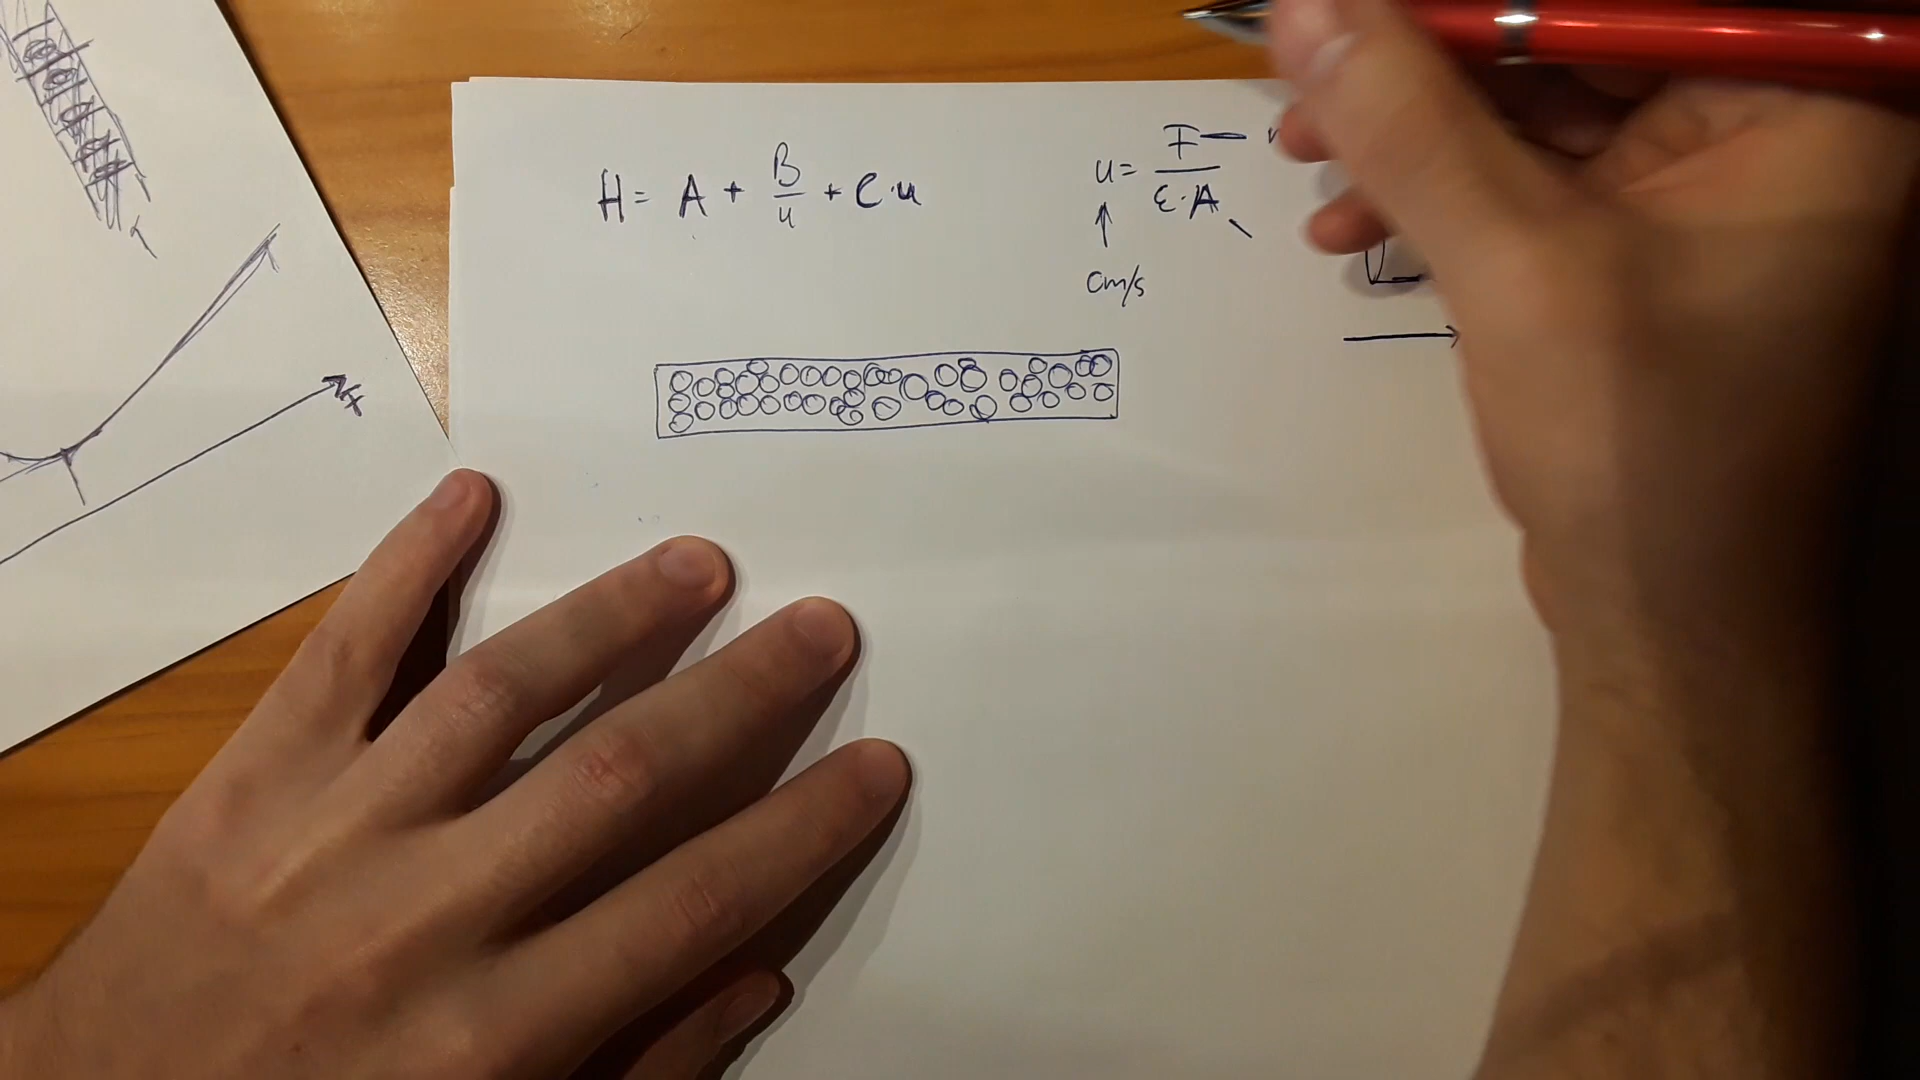 H = A + B/u + C·u
u = F/ε·A
cm/s